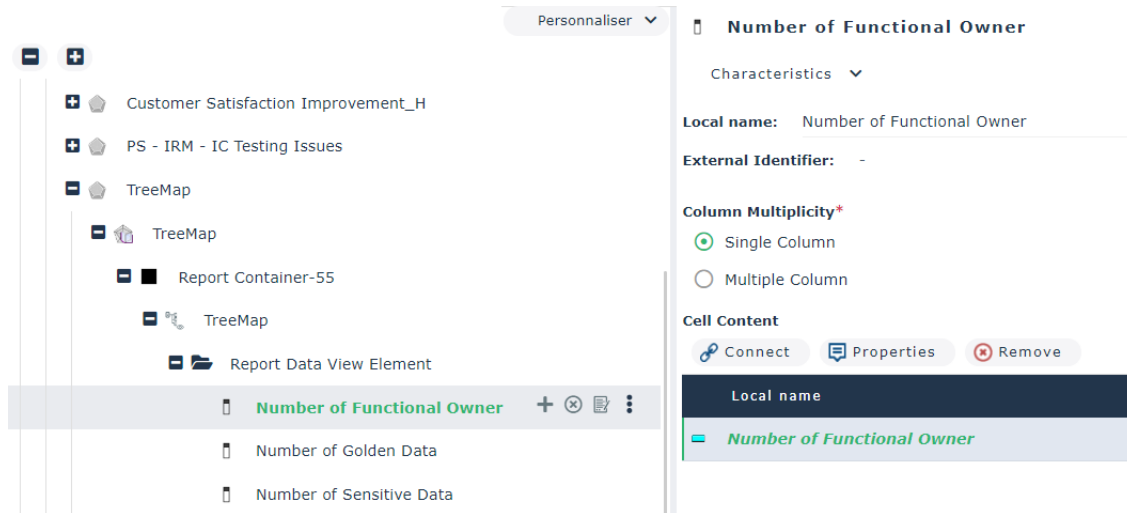 Personnaliser
Customer Satisfaction Improvement_H
PS - IRM - IC Testing Issues
TreeMap
TreeMap
Report Container-55
TreeMap
Report Data View Element
Number of Functional Owner
Number of Golden Data
Number of Sensitive Data
Number of Functional Owner
Characteristics
Local name: Number of Functional Owner
External Identifier: -
Column Multiplicity*
Single Column
Multiple Column
Cell Content
Connect Properties Remove
Local name
Number of Functional Owner